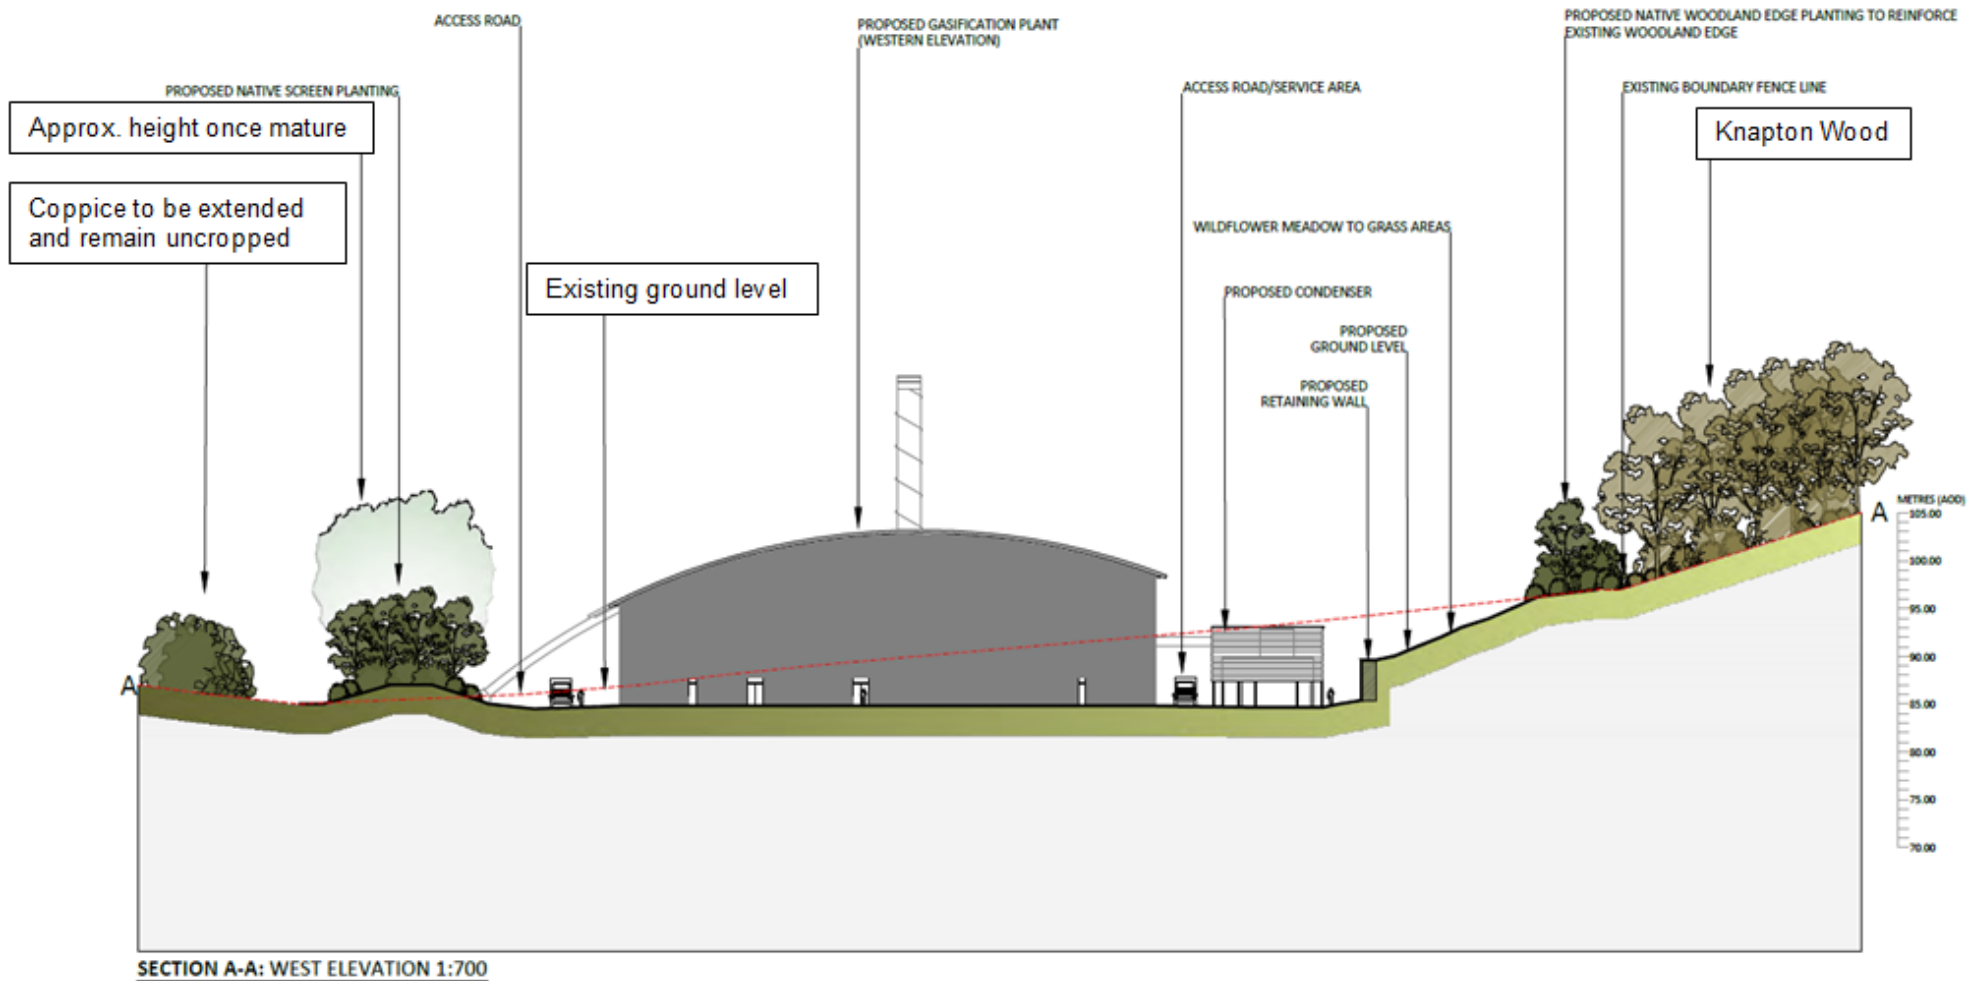 ACCESS ROAD
PROPOSED GASIFICATION PLANT
(WESTERN ELEVATION)
PROPOSED NATIVE WOODLAND EDGE PLANTING TO REINFORCE
EXISTING WOODLAND EDGE
PROPOSED NATIVE SCREEN PLANTING
ACCESS ROAD/SERVICE AREA
EXISTING BOUNDARY FENCE LINE
Approx. height once mature
Knapton Wood
Coppice to be extended
and remain uncropped
WILDFLOWER MEADOW TO GRASS AREAS
Existing ground level
PROPOSED CONDENSER
PROPOSED
GROUND LEVEL
PROPOSED
RETAINING WALL
METRES (AOD)
A
105.00
100.00
95.00
90.00
A
85.00
80.00
75.00
70.00
SECTION A-A: WEST ELEVATION 1:700